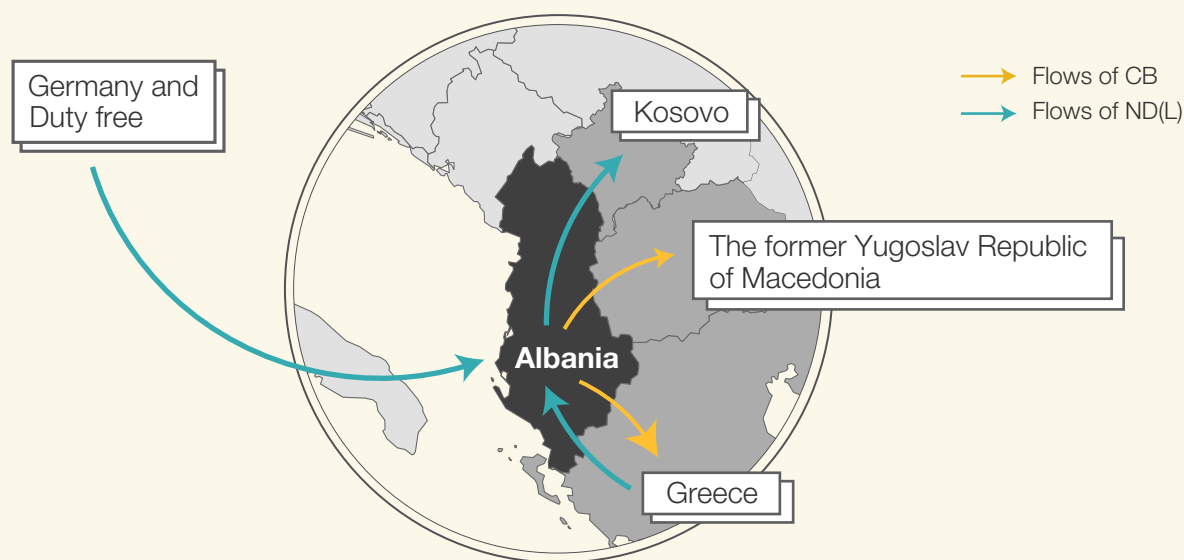 Germany and
Duty free
Kosovo
Flows of CB
Flows of ND(L)
The former Yugoslav Republic
of Macedonia
Albania
Greece